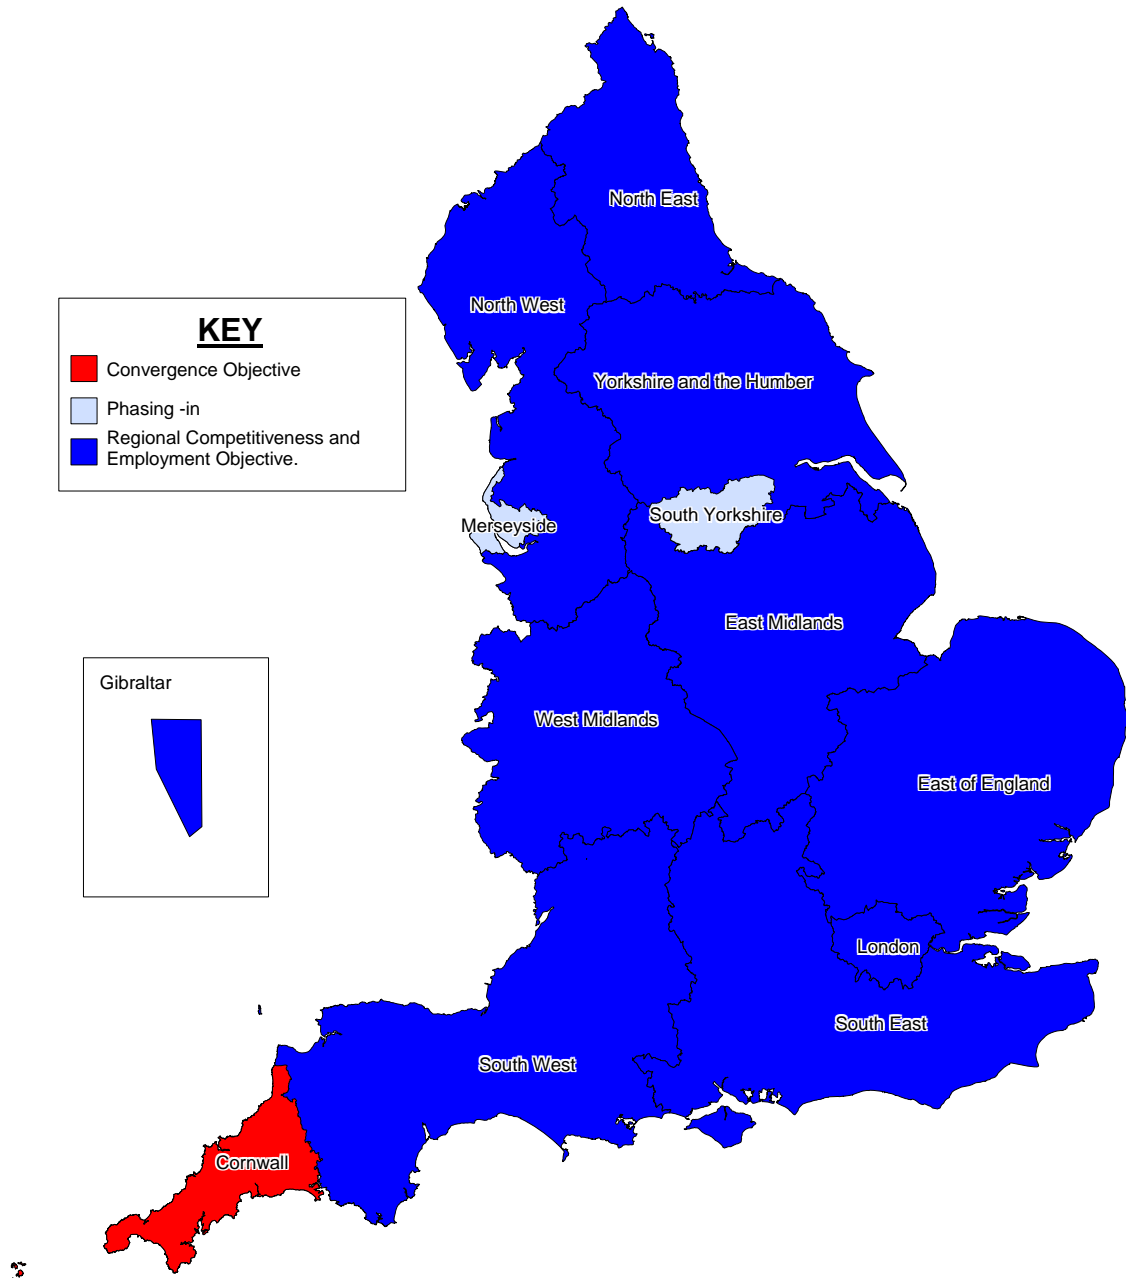 North East
North West
KEY
Convergence Objective
Phasing -in
Regional Competitiveness and
Employment Objective.
Yorkshire and the Humber
South Yorkshire
Merseyside
East Midlands
Gibraltar
West Midlands
East of England
London
South East
South West
Cornwall